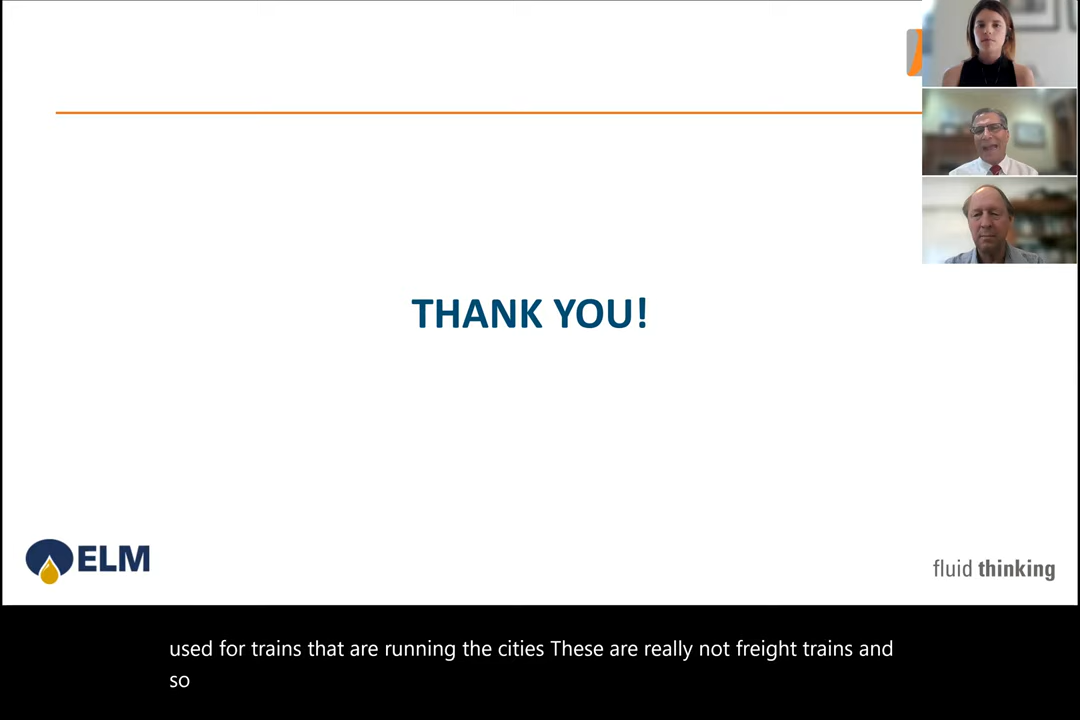 THANK YOU!
ELM
fluid thinking
used for trains that are running the cities These are really not freight trains and
so